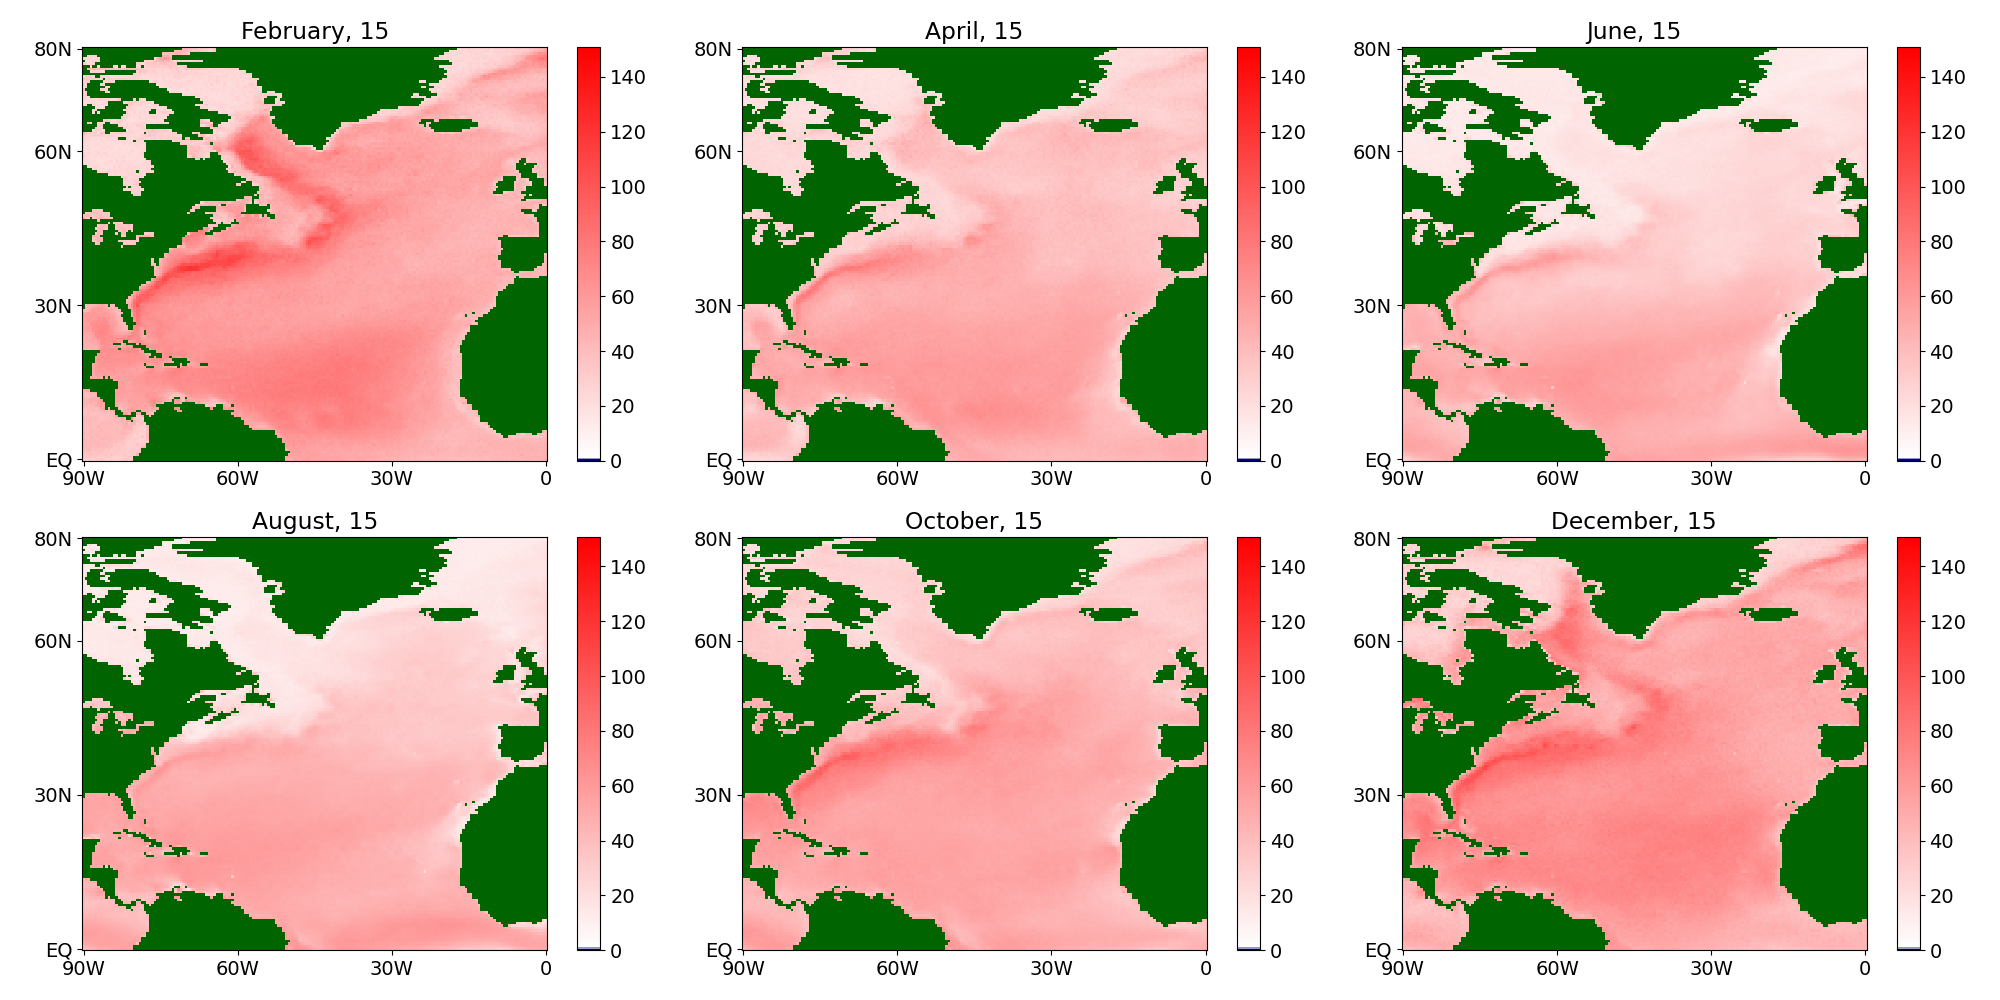 February, 15
80N
60N
30N
EQ
90W 60W 30W 0
140
120
100
80
60
40
20
0
April, 15
80N
60N
30N
EQ
90W 60W 30W 0
140
120
100
80
60
40
20
0
June, 15
80N
60N
30N
EQ
90W 60W 30W 0
140
120
100
80
60
40
20
0
August, 15
80N
60N
30N
EQ
90W 60W 30W 0
140
120
100
80
60
40
20
0
October, 15
80N
60N
30N
EQ
90W 60W 30W 0
140
120
100
80
60
40
20
0
December, 15
80N
60N
30N
EQ
90W 60W 30W 0
140
120
100
80
60
40
20
0